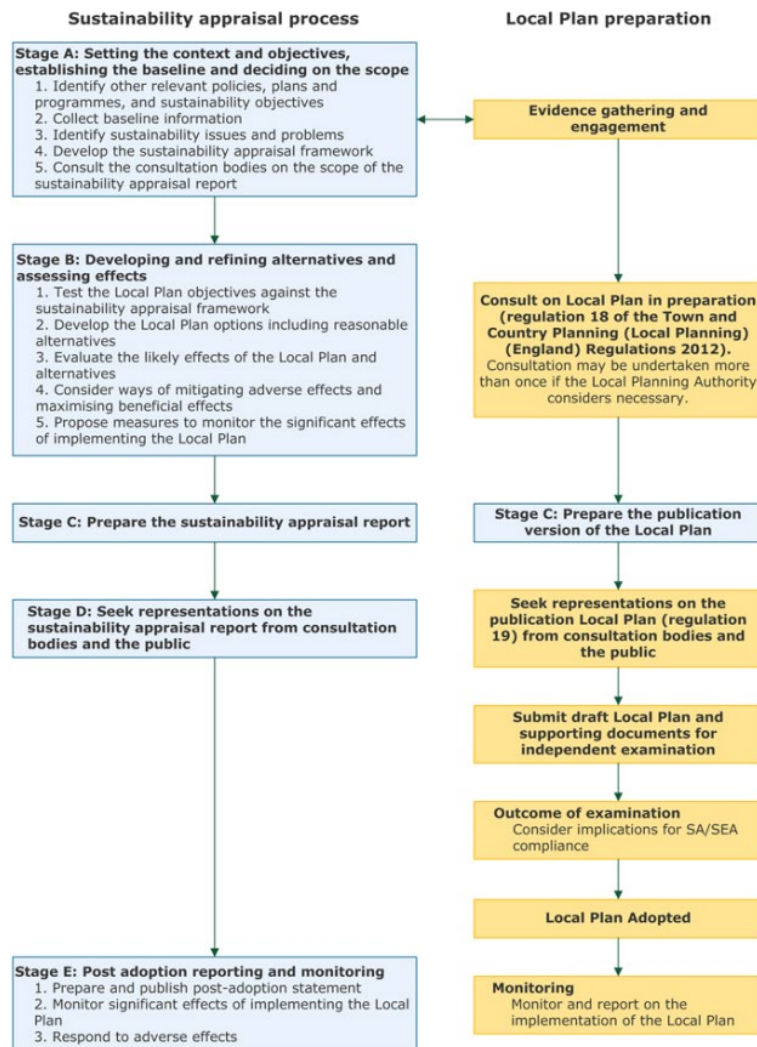 Sustainability appraisal process
Local Plan preparation
Stage A: Setting the context and objectives,
establishing the baseline and deciding on the scope
1. Identify other relevant policies, plans and
programmes, and sustainability objectives
2. Collect baseline information
3. Identify sustainability issues and problems
4. Develop the sustainability appraisal framework
5. Consult the consultation bodies on the scope of the
sustainability appraisal report
Evidence gathering and
engagement
Stage B: Developing and refining alternatives and
assessing effects
1. Test the Local Plan objectives against the
sustainability appraisal framework
2. Develop the Local Plan options including reasonable
alternatives
3. Evaluate the likely effects of the Local Plan and
alternatives
4. Consider ways of mitigating adverse effects and
maximising beneficial effects
5. Propose measures to monitor the significant effects
of implementing the Local Plan
Consult on Local Plan in preparation
(regulation 18 of the Town and
Country Planning (Local Planning)
(England) Regulations 2012).
Consultation may be undertaken more
than once if the Local Planning Authority
considers necessary.
Stage C: Prepare the sustainability appraisal report
Stage C: Prepare the publication
version of the Local Plan
Stage D: Seek representations on the
sustainability appraisal report from consultation
bodies and the public
Seek representations on the
publication Local Plan (regulation
19) from consultation bodies and
the public
Submit draft Local Plan and
supporting documents for
independent examination
Outcome of examination
Consider implications for SA/SEA
compliance
Local Plan Adopted
Stage E: Post adoption reporting and monitoring
1. Prepare and publish post-adoption statement
2. Monitor significant effects of implementing the Local
Plan
3. Respond to adverse effects
Monitoring
Monitor and report on the
implementation of the Local Plan